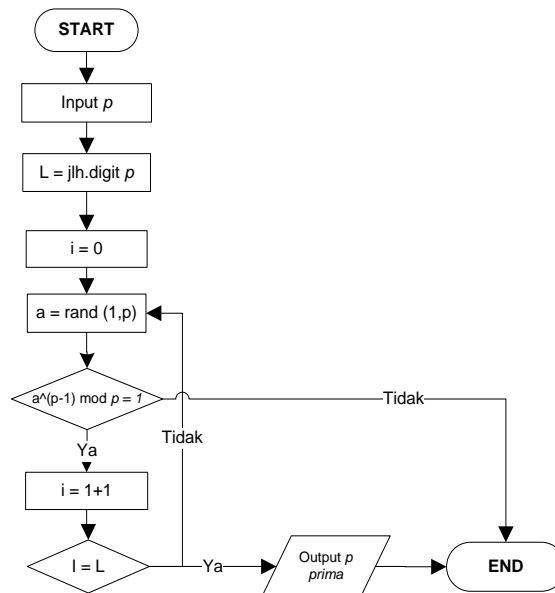 START
Input p
L = jlh.digit p
i = 0
a = rand (1,p)
a^(p-1) mod p = 1
Tidak
Ya
Tidak
i = 1+1
I = L
Ya
Output p
prima
END